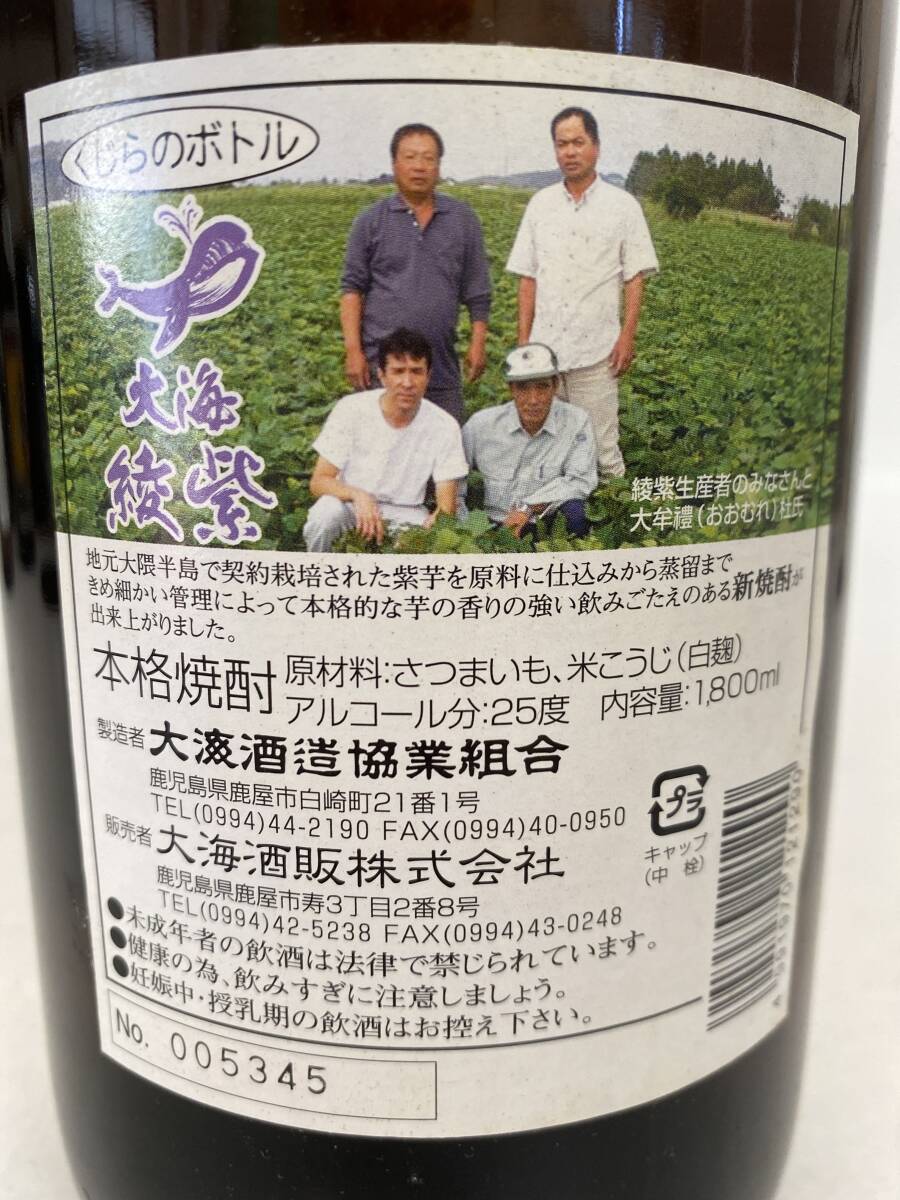 くじらのボトル
大海
綾紫
綾紫生産者のみなさんと
大牟禮(おおむれ)杜氏
地元大隈半島で契約栽培された紫芋を原料に仕込みから蒸留まで
きめ細かい管理によって本格的な芋の香りの強い飲みごたえのある新焼酎が
出来上がりました。
本格焼酎
原材料:さつまいも、米こうじ(白麹)
アルコール分:25度 内容量:1,800ml
製造者 大海酒造協業組合
鹿児島県鹿屋市白崎町21番1号
TEL(0994)44-2190 FAX(0994)40-0950
販売者 大海酒販株式会社
鹿児島県鹿屋市寿3丁目2番8号
TEL(0994)42-5238 FAX(0994)43-0248
●未成年者の飲酒は法律で禁じられています。
●健康の為、飲みすぎに注意しましょう。
●妊娠中・授乳期の飲酒はお控え下さい。
プラ
キャップ
(中栓)
No. 005345